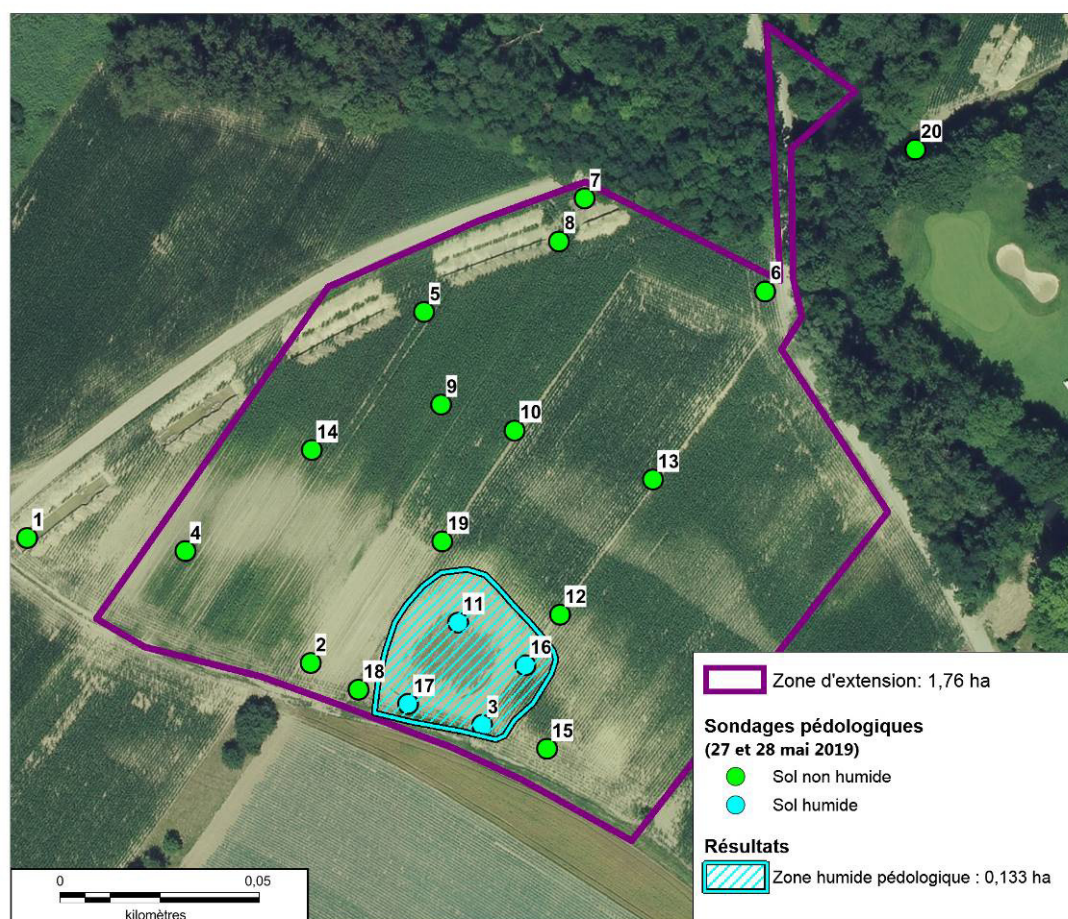 20
7
8
6
5
9
10
14
13
1
19
4
11
12
2
16
18
17
3
15
Zone d'extension: 1,76 ha
Sondages pédologiques
(27 et 28 mai 2019)
Sol non humide
Sol humide
Résultats
Zone humide pédologique : 0,133 ha
0 0,05
kilomètres